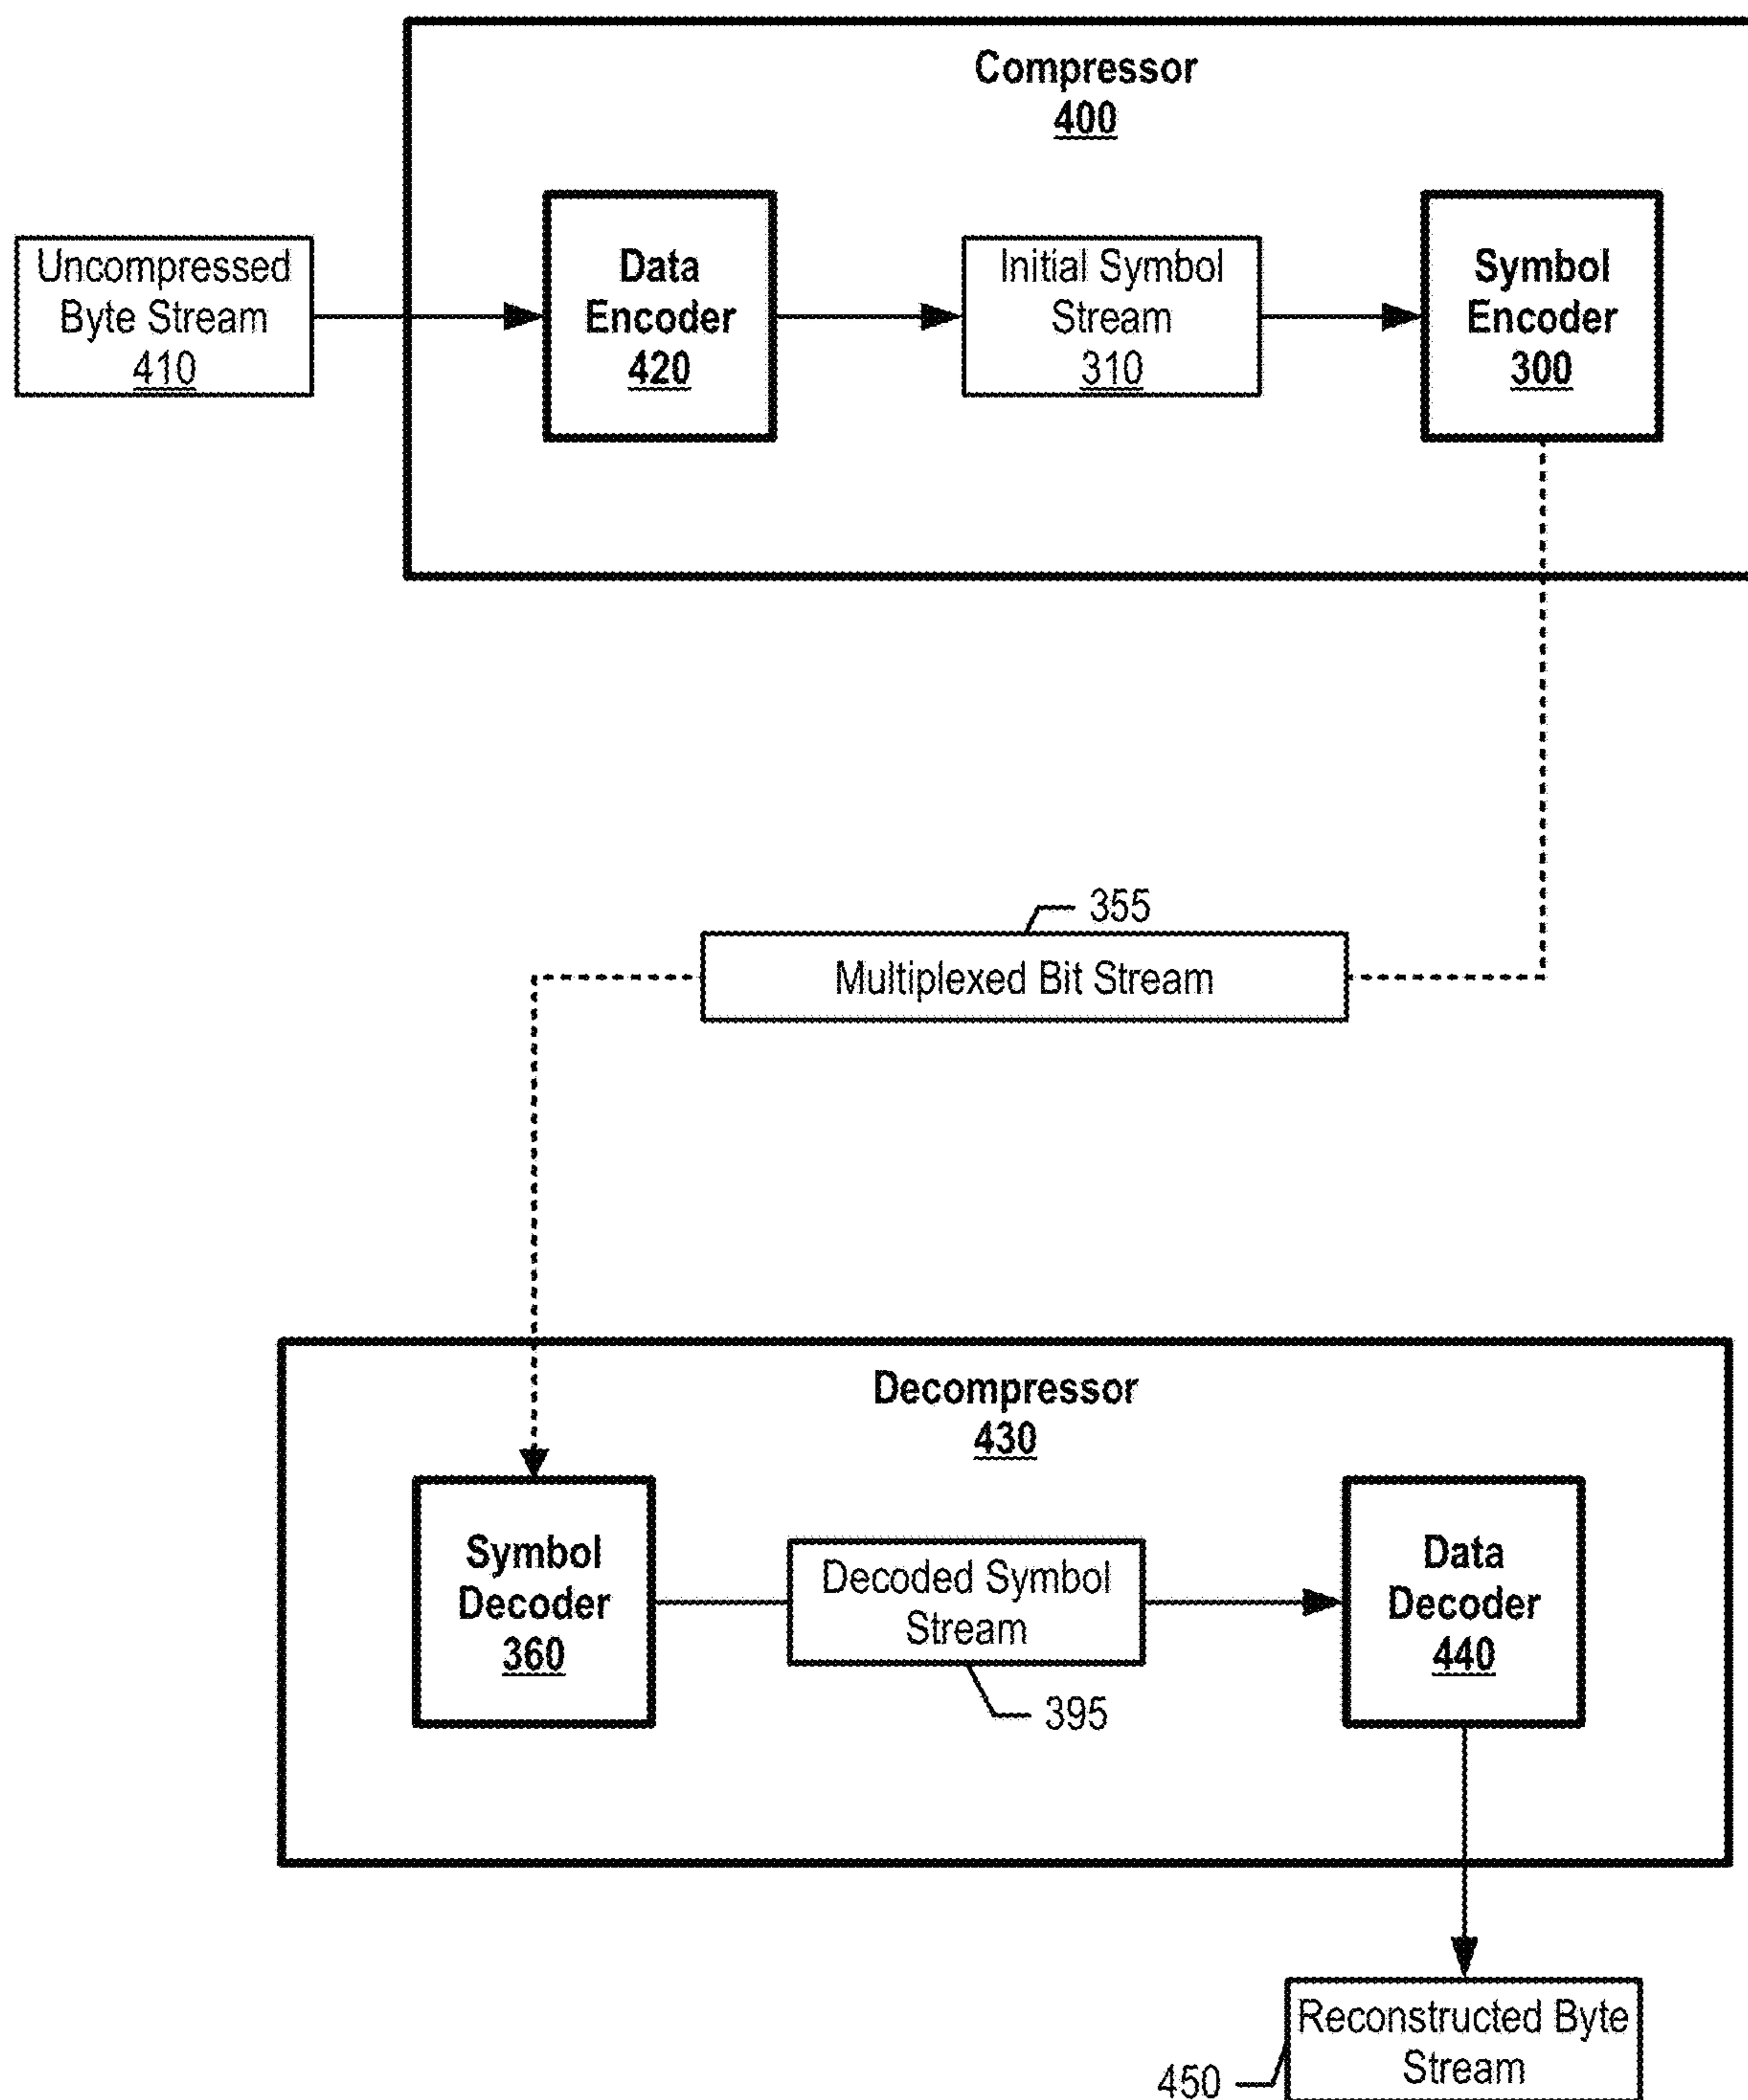 Compressor
400
Uncompressed
Byte Stream
410
Data
Encoder
420
Initial Symbol
Stream
310
Symbol
Encoder
300
355
Multiplexed Bit Stream
Decompressor
430
Symbol
Decoder
360
Decoded Symbol
Stream
395
Data
Decoder
440
Reconstructed Byte
Stream
450